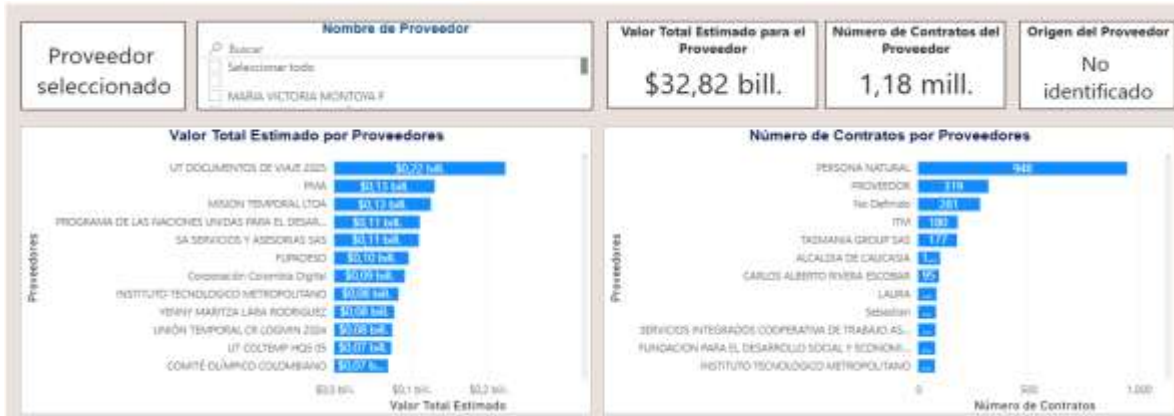 Proveedor
seleccionado
Nombre de Proveedor
Buscar
Seleccionar todo
MARIA VICTORIA MONTOYA F
Valor Total Estimado para el
Proveedor
$32,82 bill.
Número de Contratos del
Proveedor
1,18 mill.
Origen del Proveedor
No
identificado
Valor Total Estimado por Proveedores
Proveedores
UT DOCUMENTOS DE VIAJE 2025 $0,22 bill.
PMA $0,13 bill.
MISION TEMPORAL LTDA $0,13 bill.
PROGRAMA DE LAS NACIONES UNIDAS PARA EL DESAR... $0,11 bill.
SA SERVICIOS Y ASESORIAS SAS $0,11 bill.
$0,10 bill.
Corporación Colombia Digital $0,09 bill.
INSTITUTO TECNOLOGICO METROPOLITANO $0,08 bill.
YENNY MARITZA LARA RODRIGUEZ $0,08 bill.
UNIÓN TEMPORAL CR LOGMIN 2024 $0,08 bill.
UT COLTEMP HQS 05 $0,07 bill.
COMITÉ OLÍMPICO COLOMBIANO $0,07 b...
$0,0 bill. $0,1 bill. $0,2 bill.
Valor Total Estimado
Número de Contratos por Proveedores
Proveedores
PERSONA NATURAL 948
PROVEEDOR 319
No Definido 281
ITM 180
TASMANIA GROUP SAS 177
ALCALDIA DE CAUCASIA 1...
CARLOS ALBERTO RIVERA ESCOBAR 95
LAURA ...
Sebastian ...
SERVICIOS INTEGRADOS COOPERATIVA DE TRABAJO AS... ...
FUNDACION PARA EL DESARROLLO SOCIAL Y ECONOMI... ...
INSTITUTO TECNOLOGICO METROPOLITANO ...
0 500 1.000
Número de Contratos